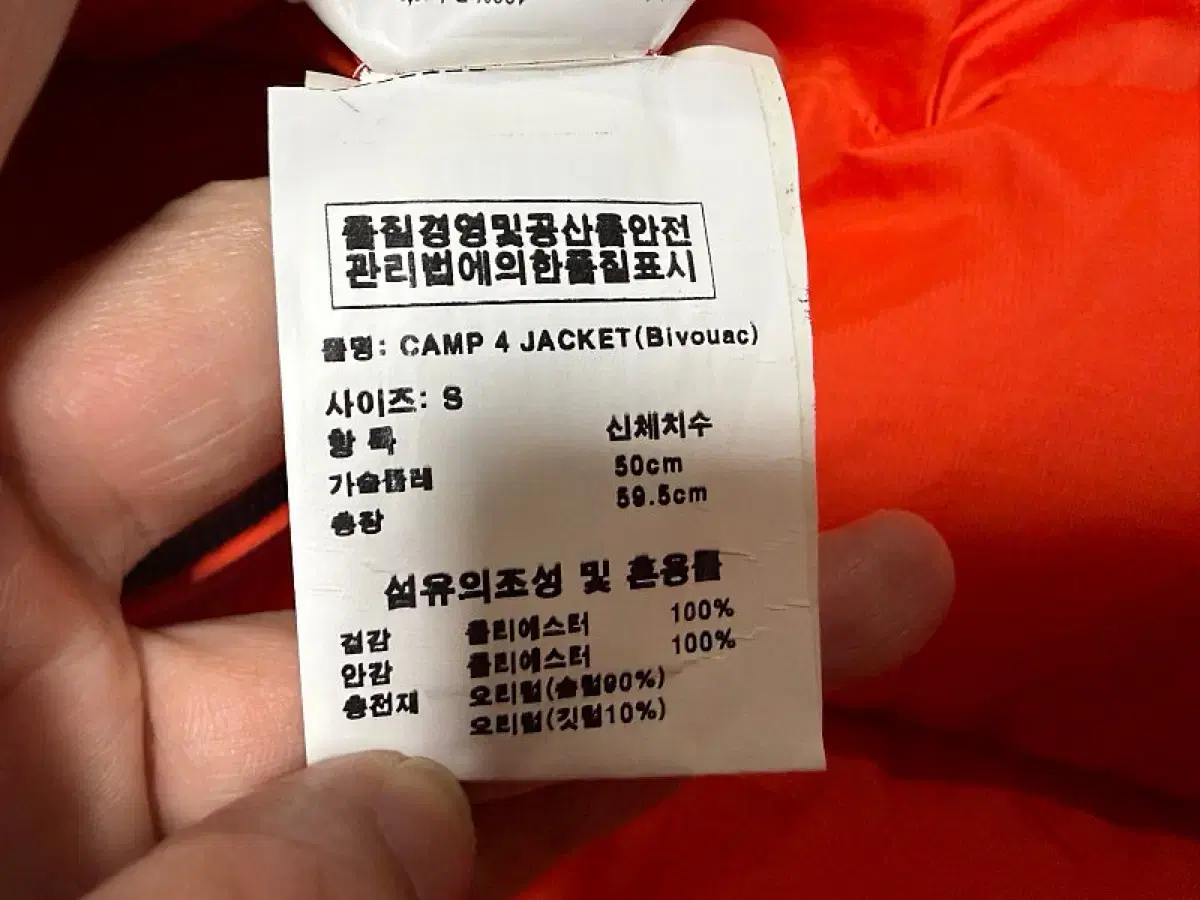 품질경영및공산품안전
관리법에의한품질표시
품명: CAMP 4 JACKET(Bivouac)
사이즈: S
항 목 신체치수
가슴둘레 50cm
총장 59.5cm
섬유의조성 및 혼용률
겉감 폴리에스터 100%
안감 폴리에스터 100%
충전재 오리털(솜털90%)
오리털(깃털10%)